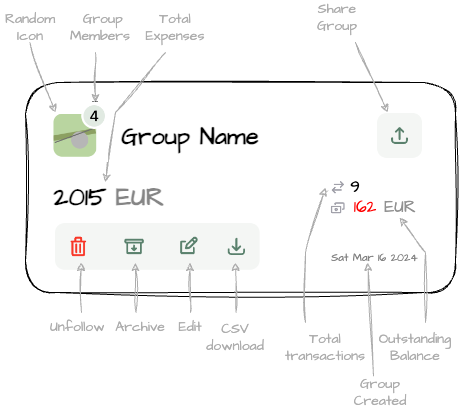 Random
Icon
Group
Members
Total
Expenses
Share
Group
4
Group Name
2015 EUR
9
162 EUR
Sat Mar 16 2024
Unfollow
Archive
Edit
CSV
download
Total
transactions
Outstanding
Balance
Group
Created